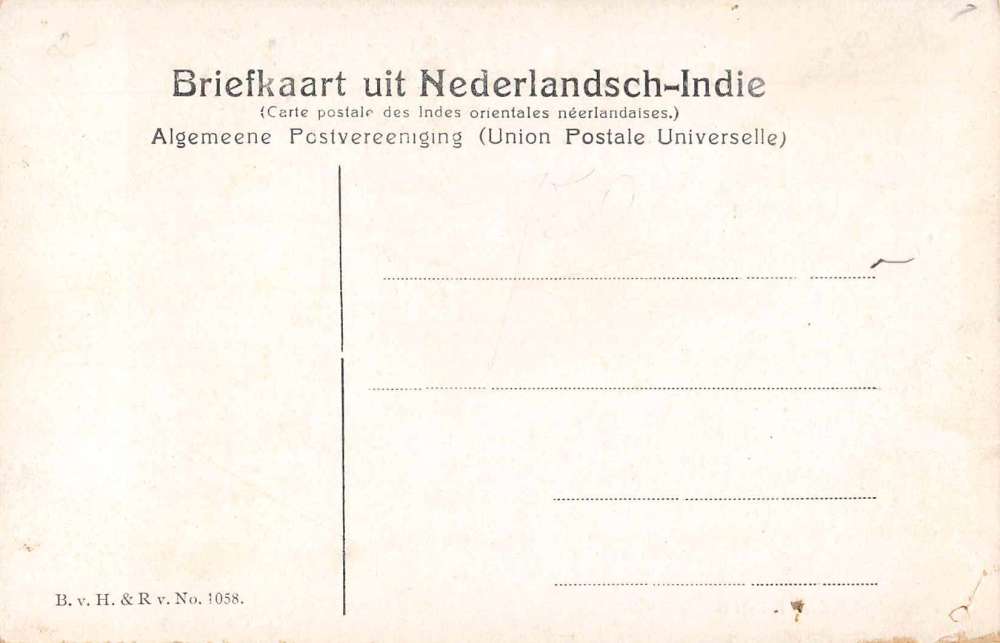 Briefkaart uit Nederlandsch-Indie
(Carte postale des Indes orientales néerlandaises.)
Algemeene Postvereeniging (Union Postale Universelle)
B. v. H. & R v. No. 1058.